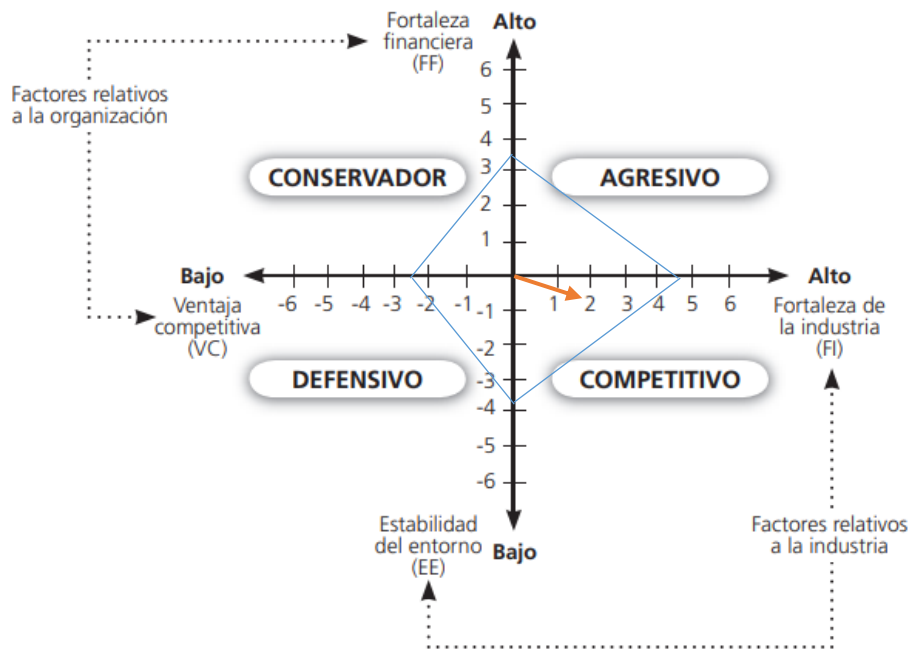 Fortaleza
financiera
(FF)
Alto
Factores relativos
a la organización
6
5
4
3
2
1
CONSERVADOR
AGRESIVO
Bajo
-6 -5 -4 -3 -2 -1
1 2 3 4 5 6
Alto
Ventaja
competitiva
(VC)
Fortaleza de
la industria
(FI)
-1
-2
-3
-4
-5
-6
DEFENSIVO
COMPETITIVO
Estabilidad
del entorno
(EE)
Bajo
Factores relativos
a la industria